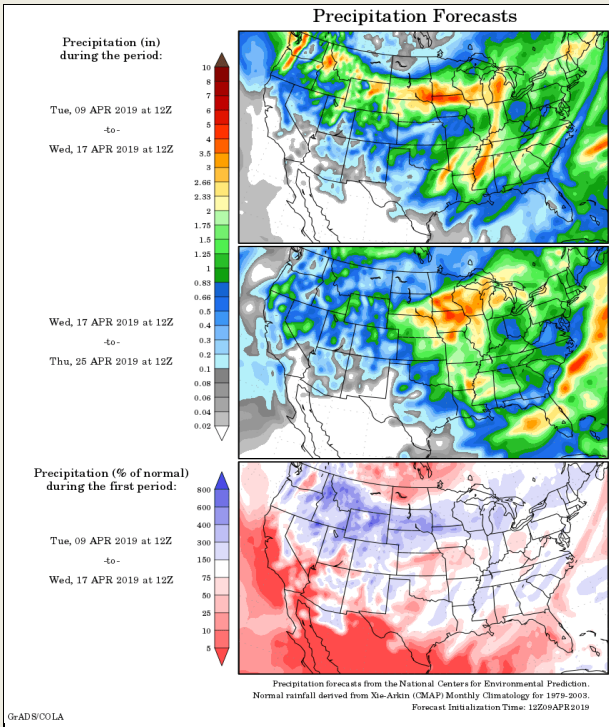 Precipitation Forecasts
Precipitation (in)
during the period:
Tue, 09 APR 2019 at 12Z
-to-
Wed, 17 APR 2019 at 12Z
10
8
7
6
5
4
3.5
3
2.66
2.33
2
1.75
1.5
1.25
1
0.83
0.66
0.5
0.4
0.3
0.2
0.1
0.08
0.06
0.04
0.02
Wed, 17 APR 2019 at 12Z
-to-
Thu, 25 APR 2019 at 12Z
Precipitation (% of normal)
during the first period:
Tue, 09 APR 2019 at 12Z
-to-
Wed, 17 APR 2019 at 12Z
800
600
400
300
150
75
50
25
10
5
Precipitation forecasts from the National Centers for Environmental Prediction.
Normal rainfall derived from Xie-Arkin (CMAP) Monthly Climatology for 1979-2003.
Forecast Initialization Time: 12Z09APR2019
GrADS/COLA